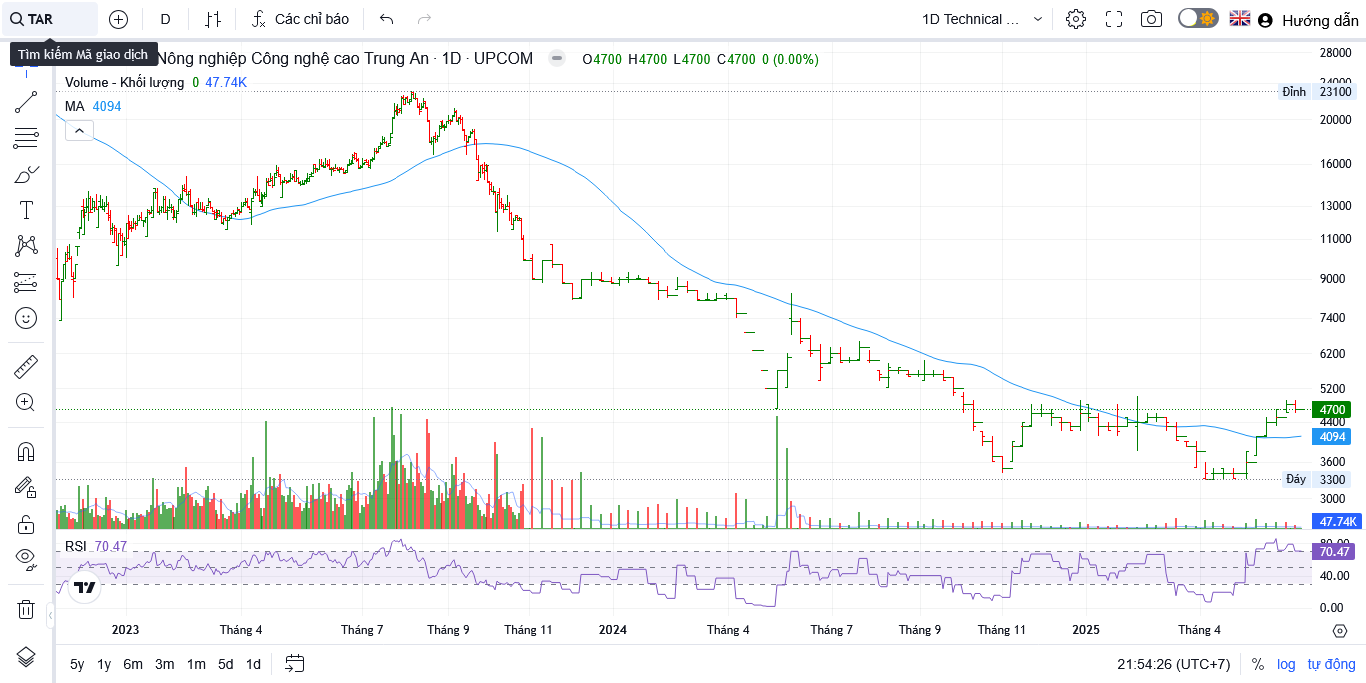 TAR
D
Các chỉ báo
1D Technical ...
Hướng dẫn
Tìm kiếm Mã giao dịch
Nông nghiệp Công nghệ cao Trung An · 1D · UPCOM
O4700 H4700 L4700 C4700 0 (0.00%)
Volume - Khối lượng 0 47.74K
MA 4094
28000
24000
Đỉnh 23100
20000
16000
13000
11000
9000
7400
6200
5200
4700
4400
4094
3600
Đáy 3300
3000
47.74K
RSI 70.47
80.00
70.47
40.00
0.00
2023 Tháng 4 Tháng 7 Tháng 9 Tháng 11 2024 Tháng 4 Tháng 7 Tháng 9 Tháng 11 2025 Tháng 4
5y 1y 6m 3m 1m 5d 1d
21:54:26 (UTC+7) % log tự động